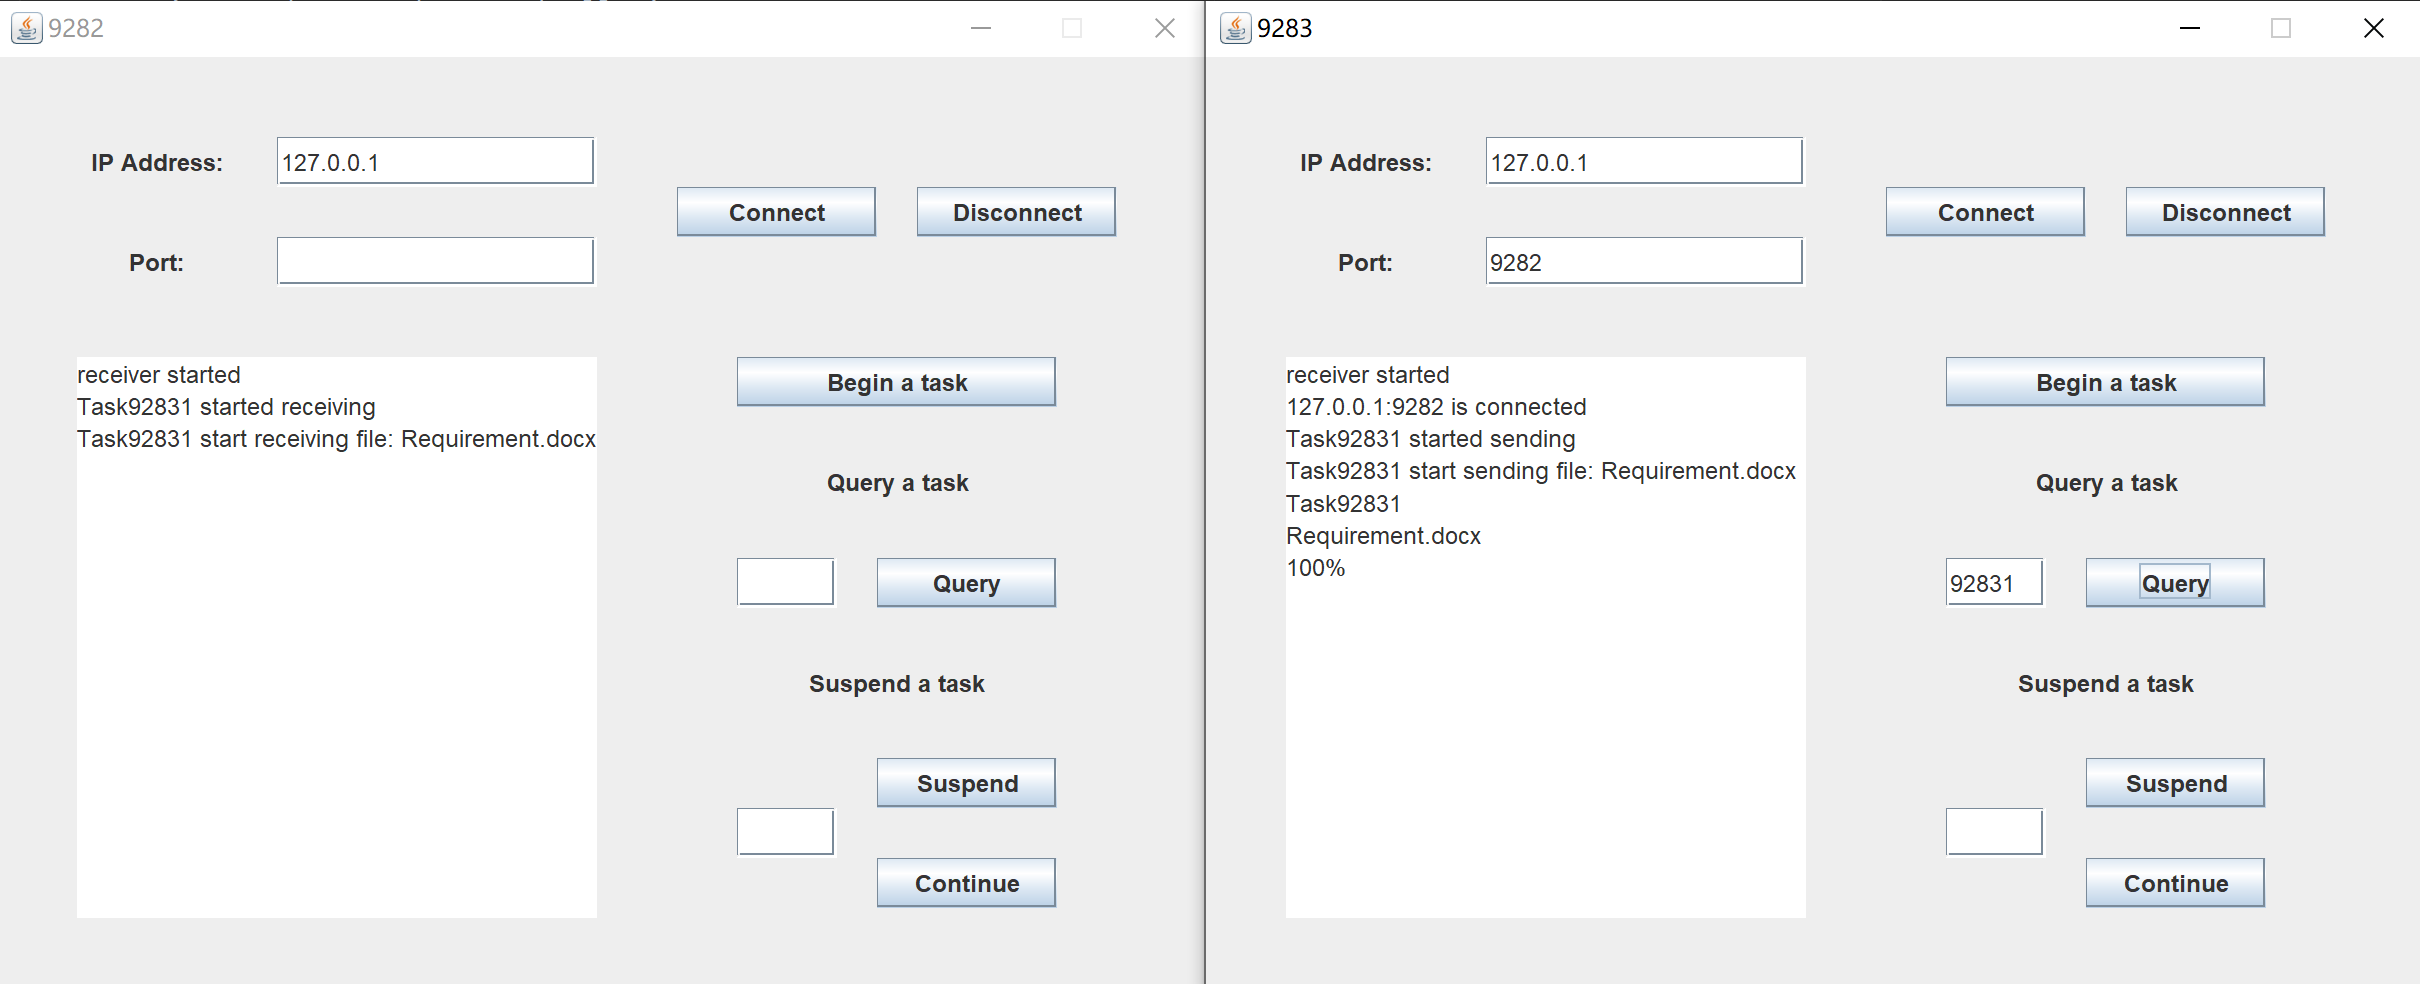 9282
IP Address: 127.0.0.1
Connect Disconnect
Port:
receiver started
Task92831 started receiving
Task92831 start receiving file: Requirement.docx
Begin a task
Query a task
Query
Suspend a task
Suspend
Continue
9283
IP Address: 127.0.0.1
Connect Disconnect
Port: 9282
receiver started
127.0.0.1:9282 is connected
Task92831 started sending
Task92831 start sending file: Requirement.docx
Task92831
Requirement.docx
100%
Begin a task
Query a task
92831 Query
Suspend a task
Suspend
Continue